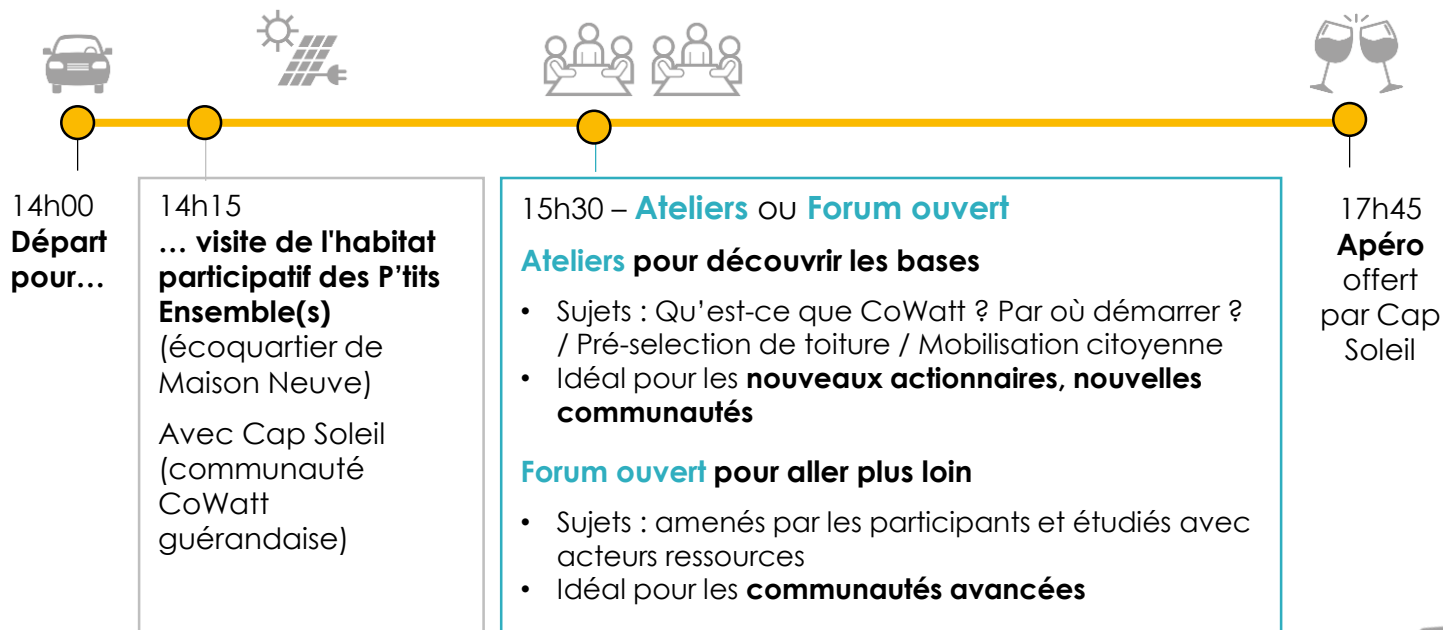 14h00
Départ
pour…
14h15
… visite de l'habitat
participatif des P’tits
Ensemble(s)
(écoquartier de
Maison Neuve)
Avec Cap Soleil
(communauté
CoWatt
guérandaise)
15h30 – Ateliers ou Forum ouvert
Ateliers pour découvrir les bases
• Sujets : Qu’est-ce que CoWatt ? Par où démarrer ?
/ Pré-selection de toiture / Mobilisation citoyenne
• Idéal pour les nouveaux actionnaires, nouvelles
communautés
Forum ouvert pour aller plus loin
• Sujets : amenés par les participants et étudiés avec
acteurs ressources
• Idéal pour les communautés avancées
17h45
Apéro
offert
par Cap
Soleil